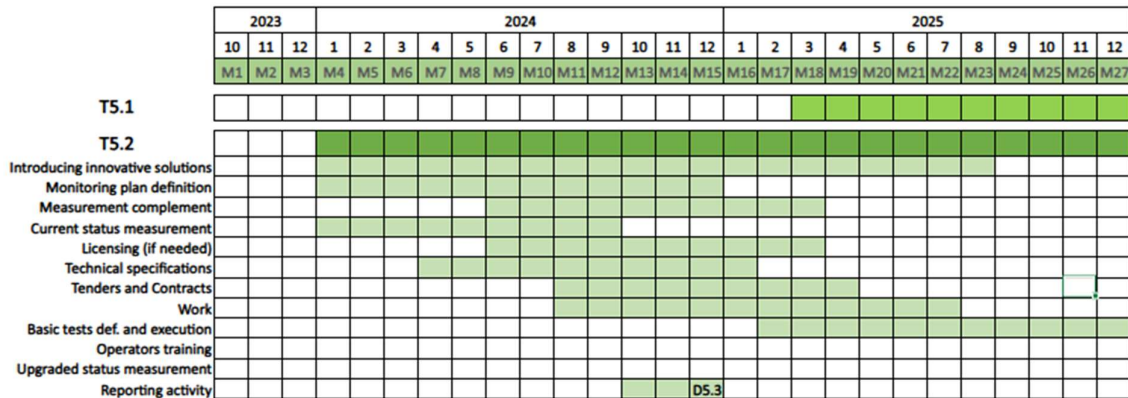 2023 2024 2025
10 11 12 1 2 3 4 5 6 7 8 9 10 11 12 1 2 3 4 5 6 7 8 9 10 11 12
M1 M2 M3 M4 M5 M6 M7 M8 M9 M10 M11 M12 M13 M14 M15 M16 M17 M18 M19 M20 M21 M22 M23 M24 M25 M26 M27
T5.1
T5.2
Introducing innovative solutions
Monitoring plan definition
Measurement complement
Current status measurement
Licensing (if needed)
Technical specifications
Tenders and Contracts
Work
Basic tests def. and execution
Operators training
Upgraded status measurement
Reporting activity D5.3